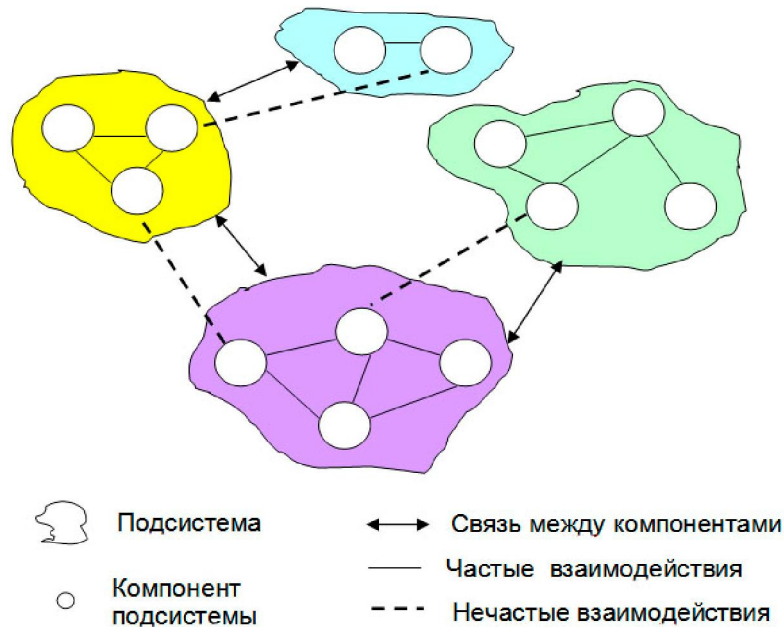 Подсистема
Связь между компонентами
Частые взаимодействия
Компонент
подсистемы
Нечастые взаимодействия